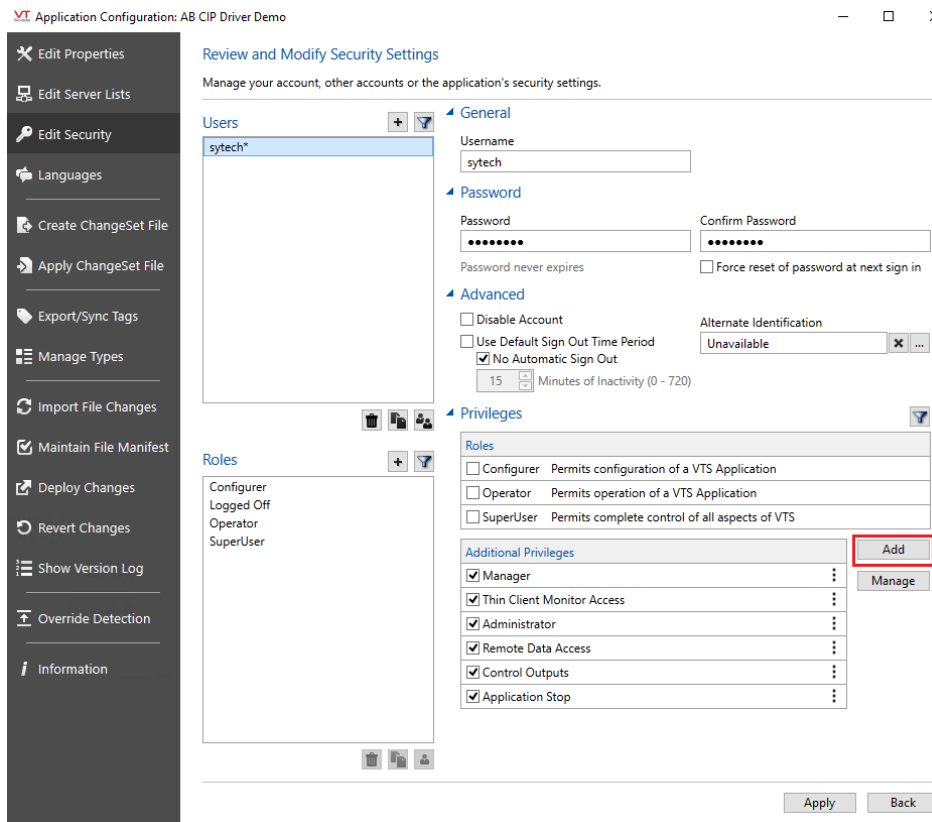 VT
SCADA
Application Configuration: AB CIP Driver Demo
Edit Properties
Edit Server Lists
Edit Security
Languages
Create ChangeSet File
Apply ChangeSet File
Export/Sync Tags
Manage Types
Import File Changes
Maintain File Manifest
Deploy Changes
Revert Changes
Show Version Log
Override Detection
Information
Review and Modify Security Settings
Manage your account, other accounts or the application's security settings.
Users
sytech*
Roles
Configurer
Logged Off
Operator
SuperUser
General
Username
sytech
Password
Password Confirm Password
●●●●●●●● ●●●●●●●●
Password never expires Force reset of password at next sign in
Advanced
Disable Account
Alternate Identification
Use Default Sign Out Time Period
Unavailable ...
No Automatic Sign Out
15 Minutes of Inactivity (0 - 720)
Privileges
Roles
Configurer Permits configuration of a VTS Application
Operator Permits operation of a VTS Application
SuperUser Permits complete control of all aspects of VTS
Additional Privileges Add
Manager Manage
Thin Client Monitor Access
Administrator
Remote Data Access
Control Outputs
Application Stop
Apply Back